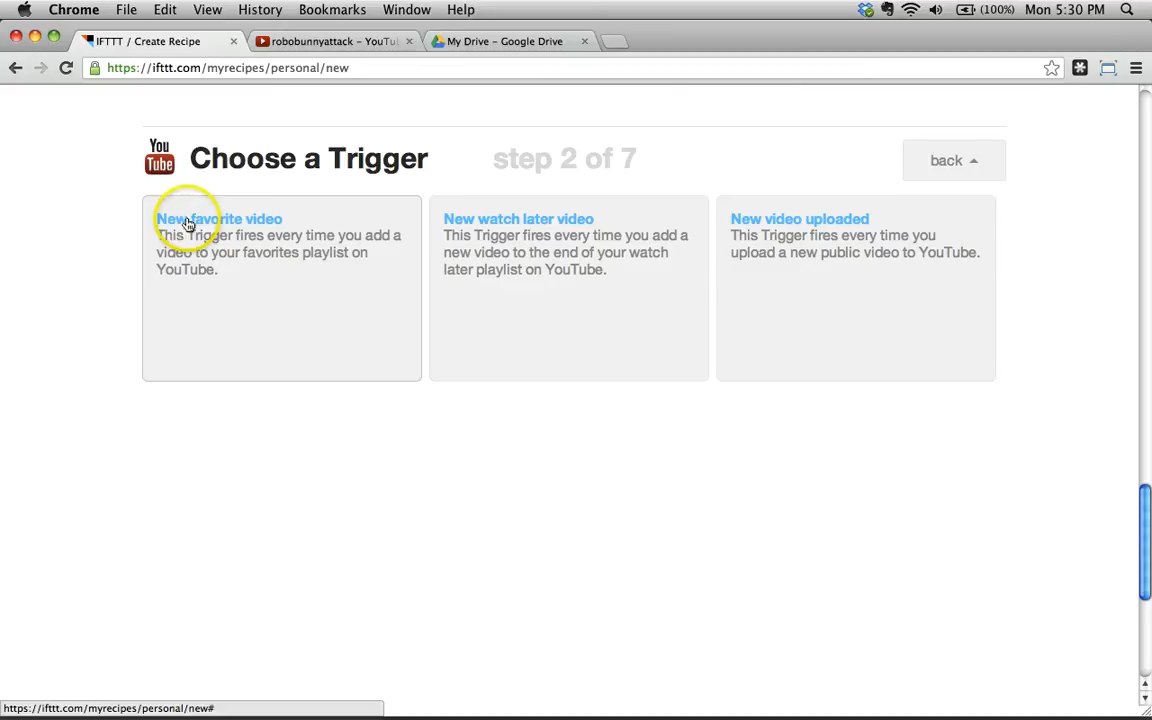 Chrome File Edit View History Bookmarks Window Help (100%) Mon 5:30 PM
IFTTT / Create Recipe robobunnyattack - YouTu My Drive - Google Drive
https://ifttt.com/myrecipes/personal/new
You Tube Choose a Trigger step 2 of 7 back
New favorite video
This Trigger fires every time you add a
video to your favorites playlist on
YouTube.
New watch later video
This Trigger fires every time you add a
new video to the end of your watch
later playlist on YouTube.
New video uploaded
This Trigger fires every time you
upload a new public video to YouTube.
https://ifttt.com/myrecipes/personal/new#